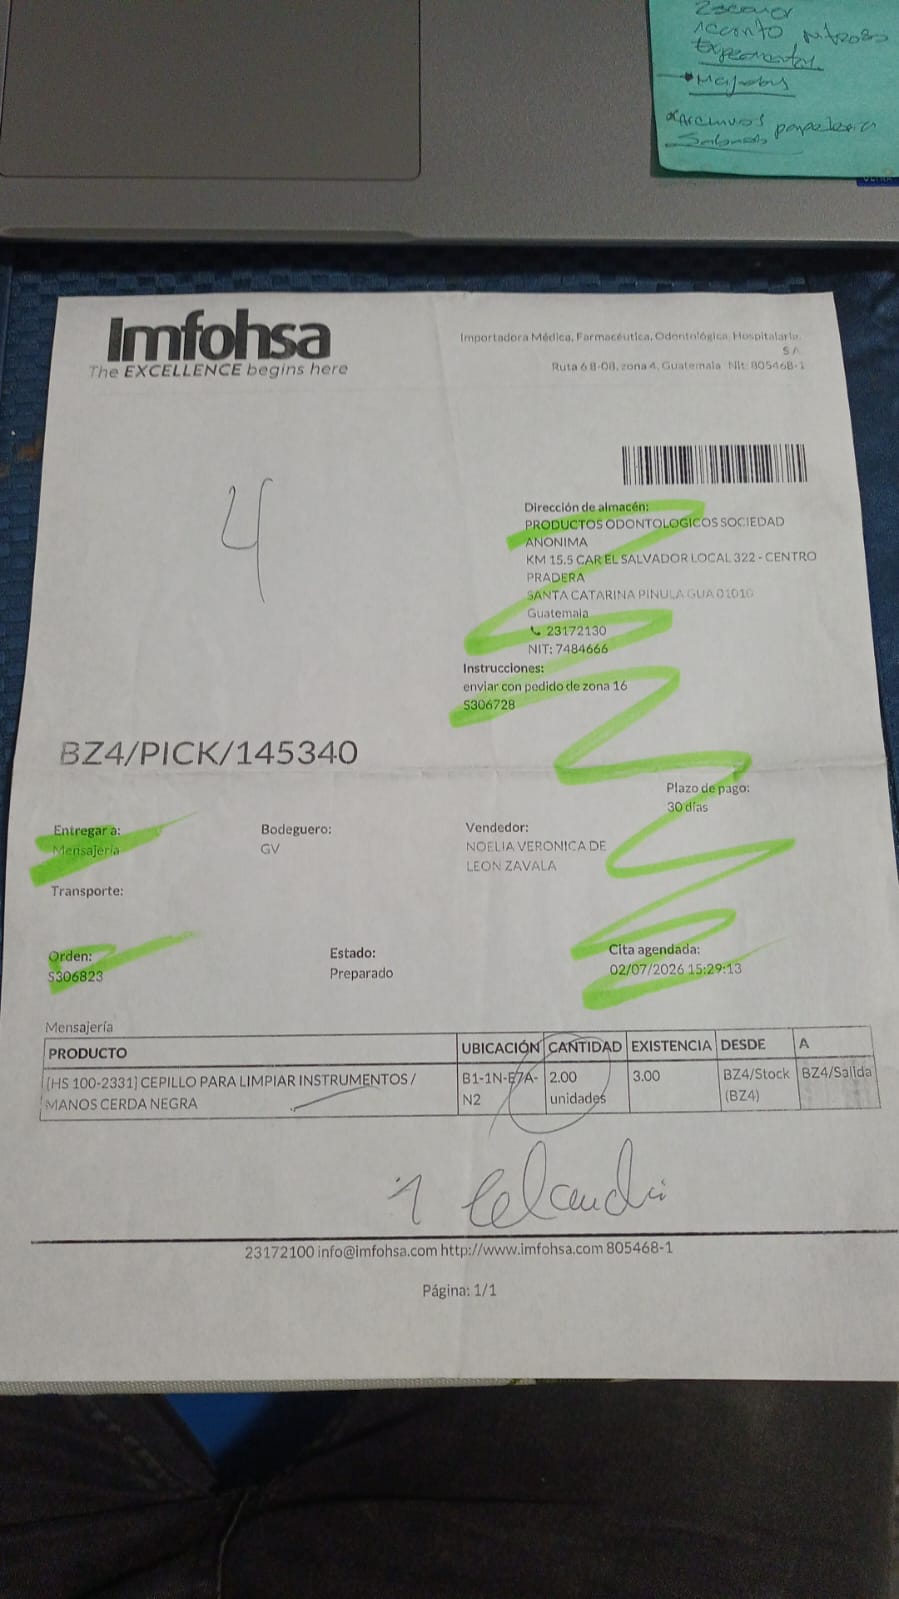 Imfohsa
The EXCELLENCE begins here
Importadora Médica, Farmacéutica, Odontológica, Hospitalaria,
S.A.
Ruta 6 8-08, zona 4, Guatemala Nit: 805468-1
4
Dirección de almacén:
PRODUCTOS ODONTOLOGICOS SOCIEDAD
ANONIMA
KM 15.5 CAR EL SALVADOR LOCAL 322 - CENTRO
PRADERA
SANTA CATARINA PINULA GUA 01010
Guatemala
23172130
NIT: 7484666
Instrucciones:
enviar con pedido de zona 16
S306728
BZ4/PICK/145340
Plazo de pago:
30 días
Entregar a:
Mensajería
Bodeguero:
GV
Vendedor:
NOELIA VERONICA DE
LEON ZAVALA
Transporte:
Orden:
S306823
Estado:
Preparado
Cita agendada:
02/07/2026 15:29:13
Mensajería
PRODUCTO UBICACIÓN CANTIDAD EXISTENCIA DESDE A
[HS 100-2331] CEPILLO PARA LIMPIAR INSTRUMENTOS / B1-1N-E7A- 2.00 3.00 BZ4/Stock BZ4/Salida
MANOS CERDA NEGRA N2 unidades (BZ4)
1
23172100 info@imfohsa.com http://www.imfohsa.com 805468-1
Página: 1/1